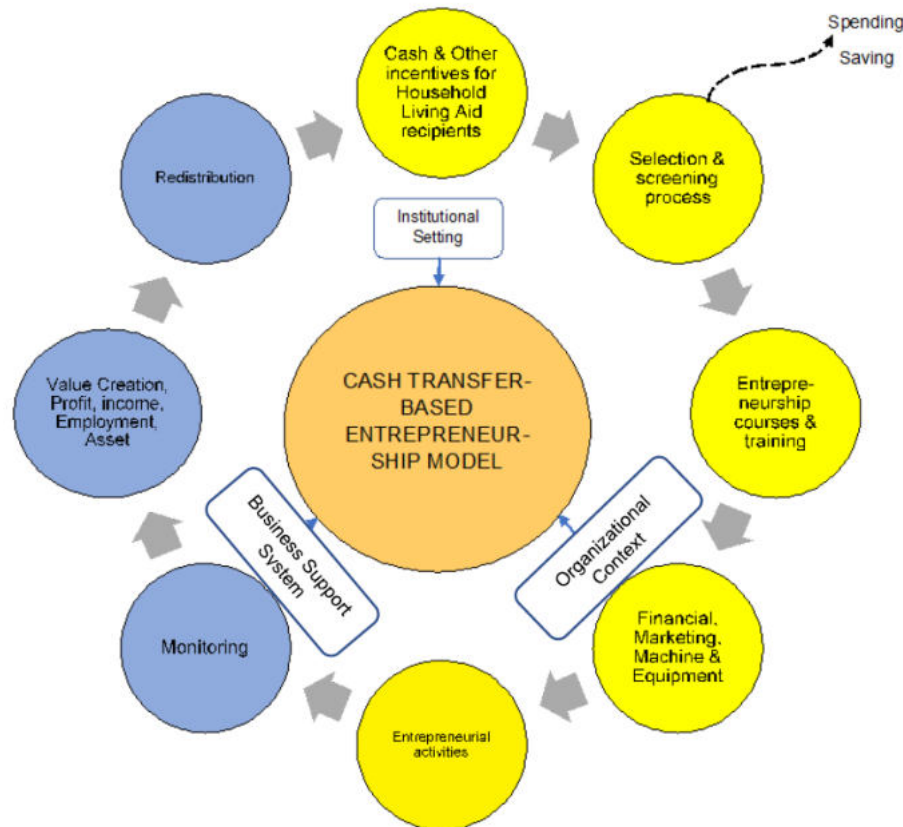 Spending
Saving
Cash & Other
incentives for
Household
Living Aid
recipients
Selection &
screening
process
Entrepre-
neurship
courses &
training
Financial,
Marketing,
Machine &
Equipment
Entrepreneurial
activities
Monitoring
Value Creation,
Profit, income,
Employment,
Asset
Redistribution
Institutional
Setting
CASH TRANSFER-
BASED
ENTREPRENEUR-
SHIP MODEL
Business Support
System
Organizational
Context